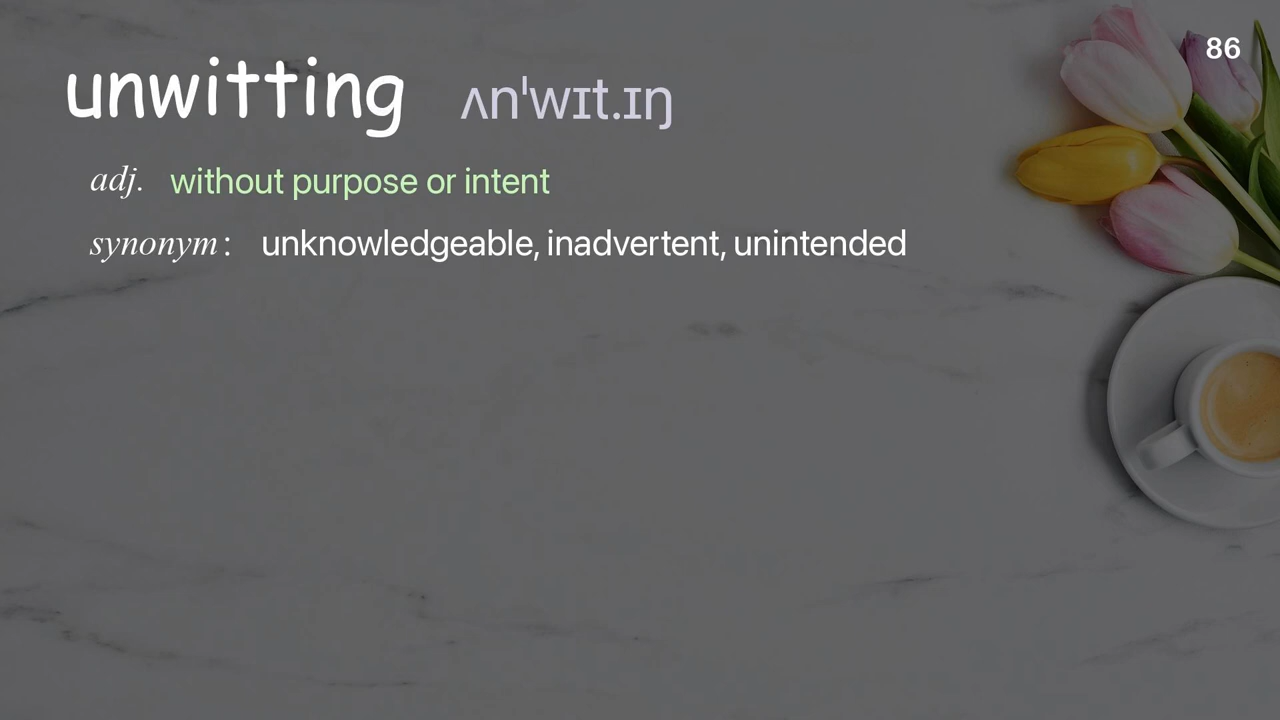 86
unwitting ʌnˈwɪt.ɪŋ
adj. without purpose or intent
synonym : unknowledgeable, inadvertent, unintended